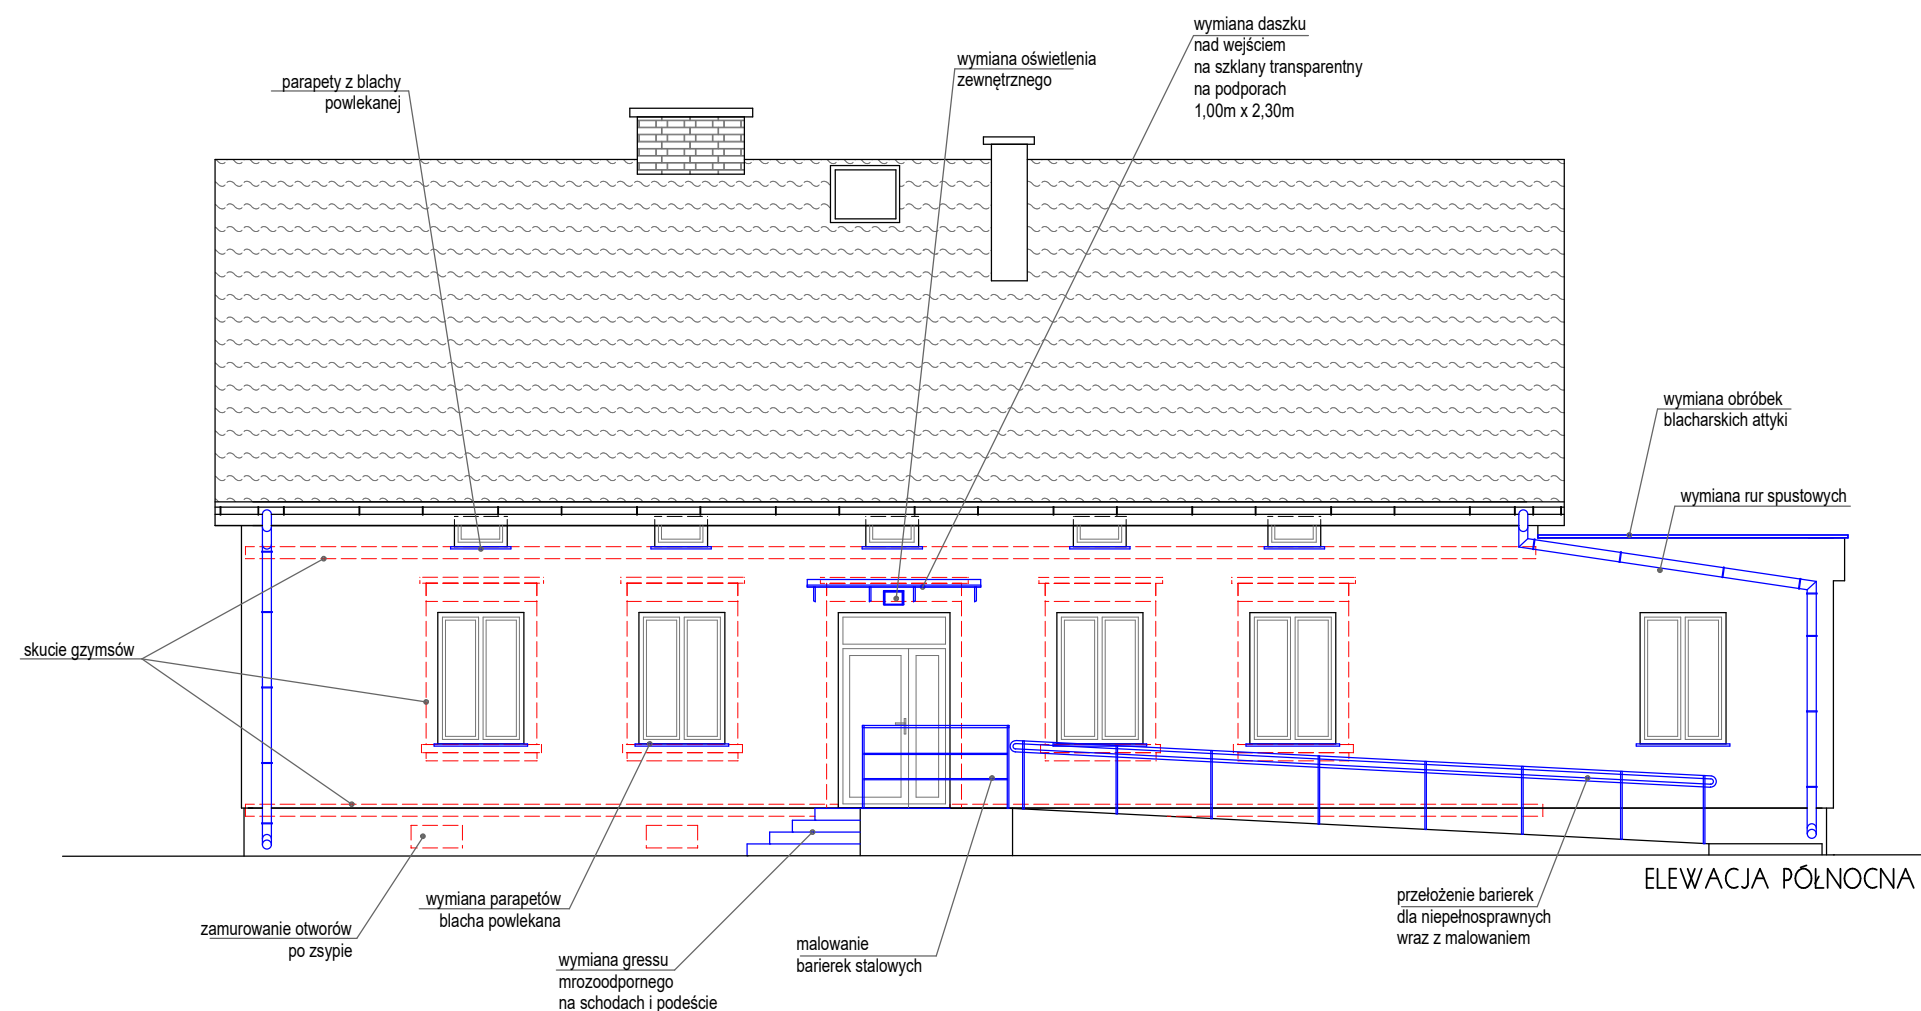 wymiana daszku
nad wejściem
na szklany transparentny
na podporach
1,00m x 2,30m
wymiana oświetlenia
zewnętrznego
parapety z blachy
powlekanej
wymiana obróbek
blacharskich attyki
wymiana rur spustowych
skucie gzymsów
ELEWACJA PÓŁNOCNA
wymiana parapetów
blacha powlekana
przełożenie barierek
dla niepełnosprawnych
wraz z malowaniem
zamurowanie otworów
po zsypie
malowanie
barierek stalowych
wymiana gressu
mrozoodpornego
na schodach i podeście